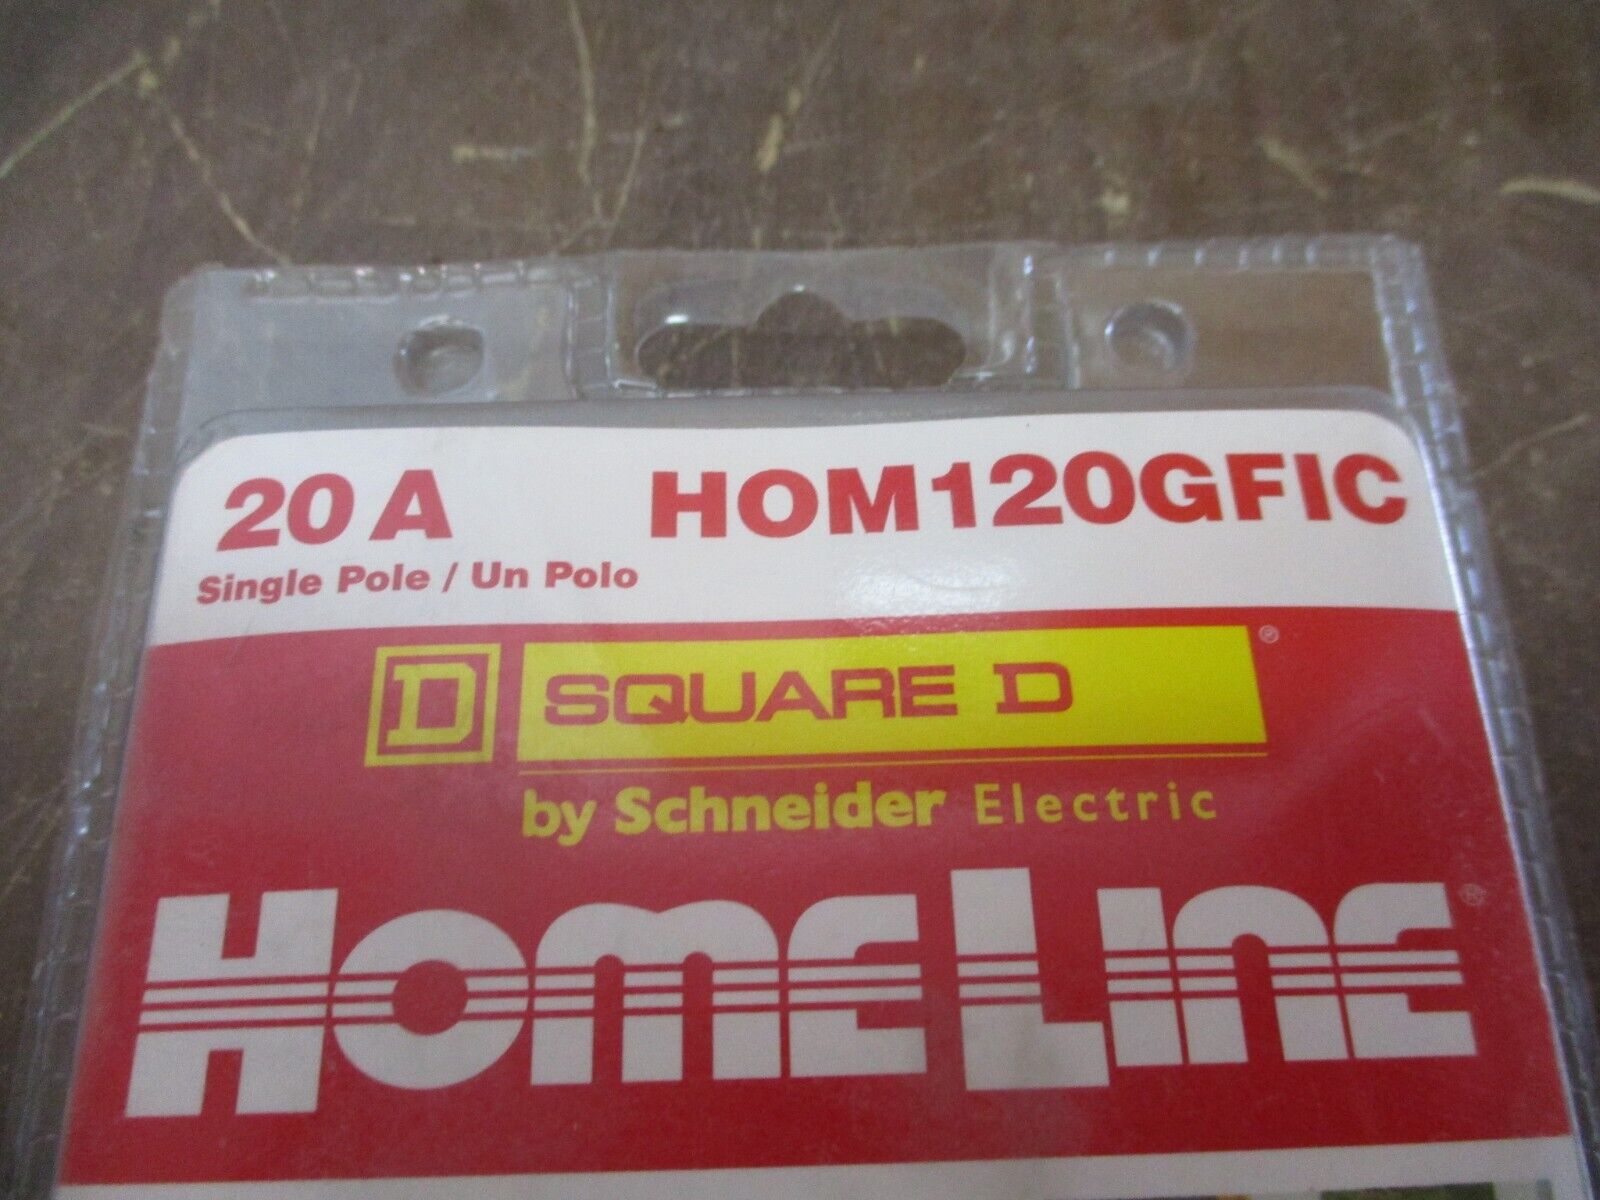 20 A HOM120GFIC
Single Pole / Un Polo
D SQUARE D ®
by Schneider Electric
HOMELINE ®